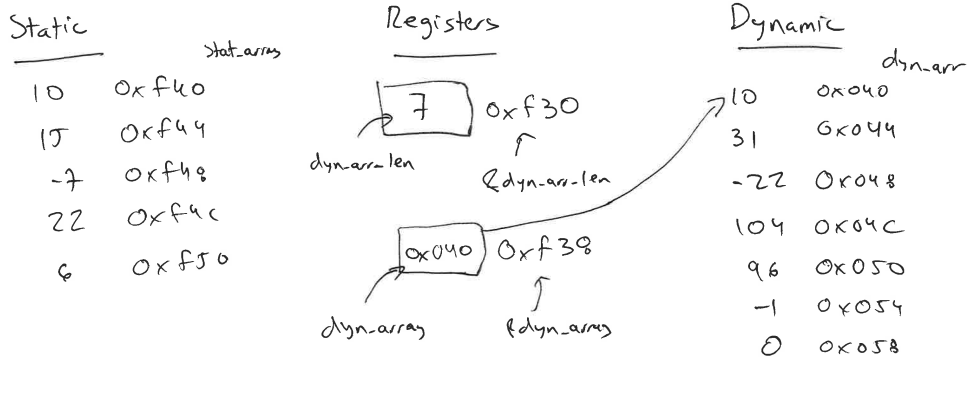 Static
stat_array
10 0xf40
15 0xf44
-7 0xf48
22 0xf4c
6 0xf50
Registers
7 0xf30
dyn_arr_len
&dyn_arr_len
0x040 0xf38
dyn_array
&dyn_array
Dynamic
dyn_arr
10 0x040
31 0x044
-22 0x048
104 0x04C
96 0x050
-1 0x054
0 0x058